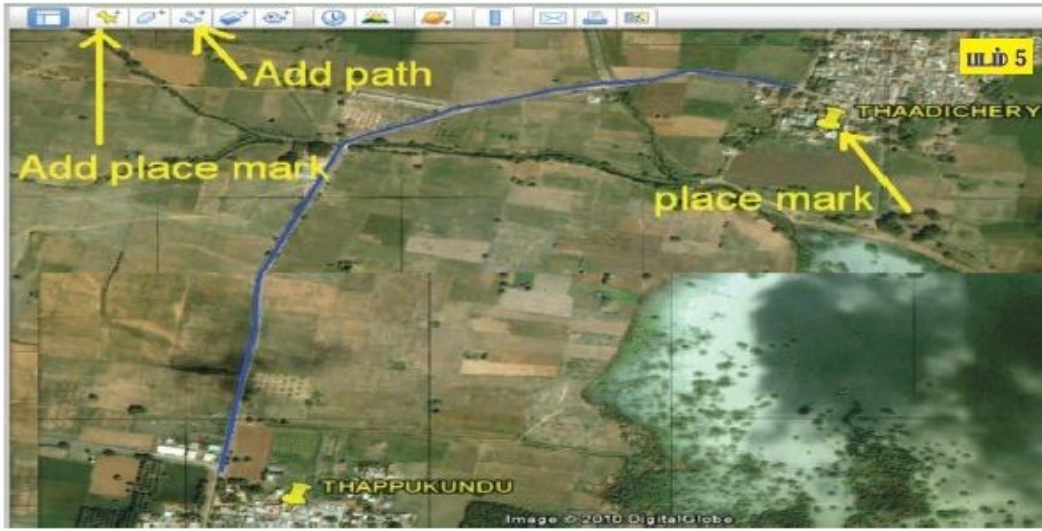 படம் 5
Add path
THAADICHERY
Add place mark
place mark
THAPPUKUNDU
Image © 2010 DigitalGlobe